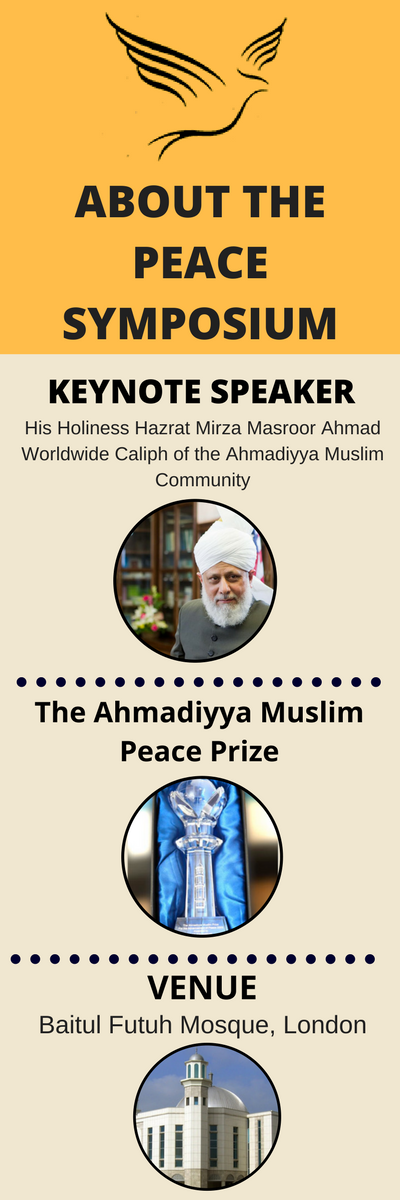 ABOUT THE
PEACE
SYMPOSIUM
KEYNOTE SPEAKER
His Holiness Hazrat Mirza Masroor Ahmad
Worldwide Caliph of the Ahmadiyya Muslim
Community
The Ahmadiyya Muslim
Peace Prize
VENUE
Baitul Futuh Mosque, London